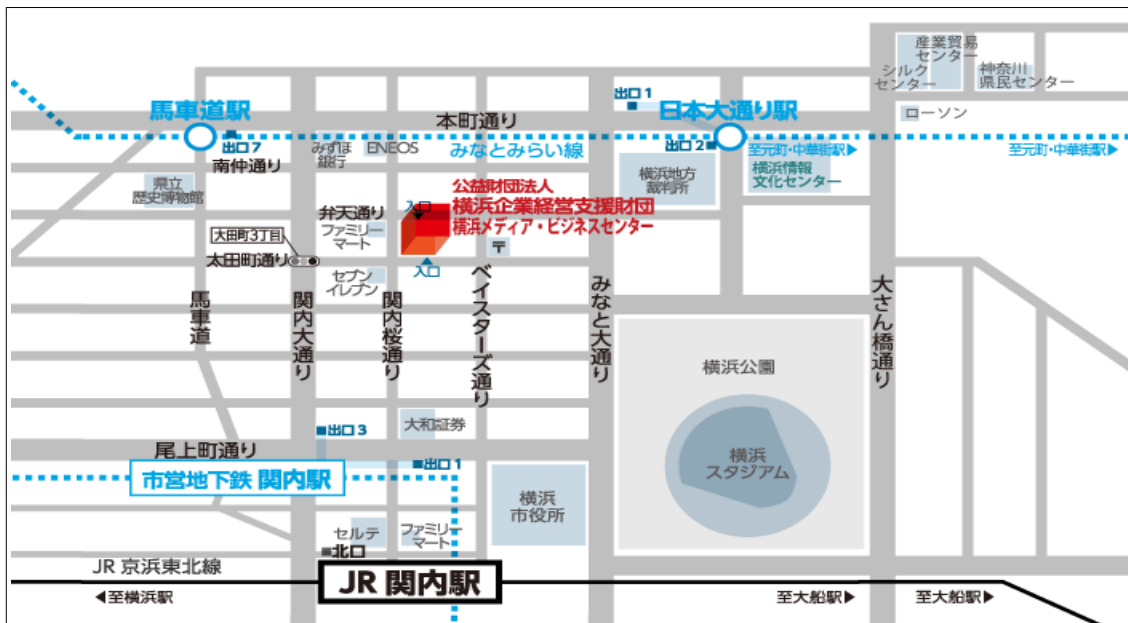 産業貿易
センター
シルク
センター
神奈川
県民センター
出口1
馬車道駅
日本大通り駅
ローソン
本町通り
出口7
みずほ
銀行
ENEOS
みなとみらい線
出口2
至元町・中華街駅▶
至元町・中華街駅▶
南仲通り
横浜地方
裁判所
横浜情報
文化センター
県立
歴史博物館
公益財団法人
横浜企業経営支援財団
横浜メディア・ビジネスセンター
入口
弁天通り
ファミリー
マート
大田町3丁目
太田町通り
〒
入口
セブン
イレブン
馬車道
関内大通り
関内桜通り
ベイスターズ通り
みなと大通り
大さん橋通り
横浜公園
大和証券
出口3
尾上町通り
出口1
横浜
スタジアム
市営地下鉄 関内駅
横浜
市役所
セルテ
ファミリー
マート
北口
JR 京浜東北線
JR 関内駅
◀至横浜駅
至大船駅▶
至大船駅▶